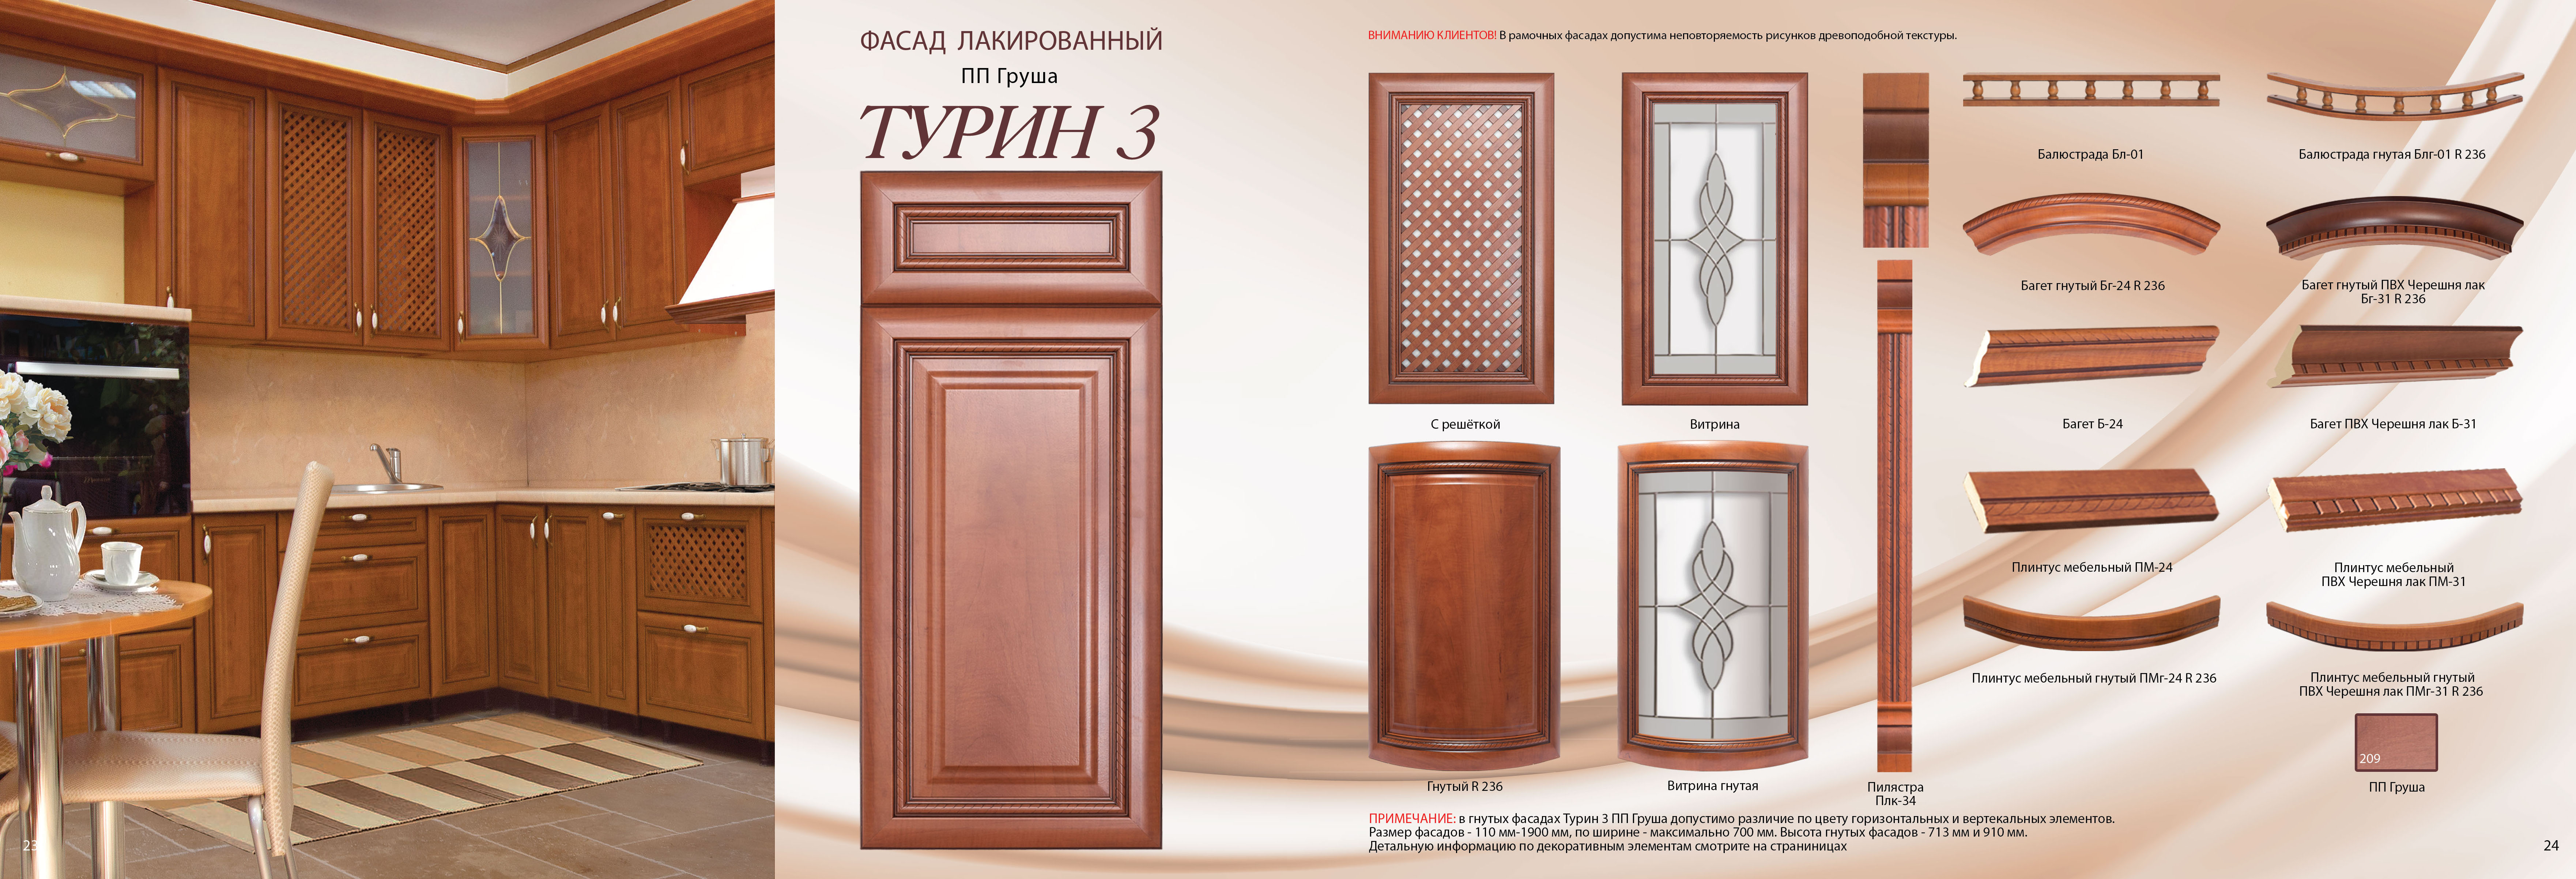 ФАСАД ЛАКИРОВАННЫЙ
ПП Груша
ТУРИН 3
ВНИМАНИЮ КЛИЕНТОВ! В рамочных фасадах допустима неповторяемость рисунков древоподобной текстуры.
С решёткой
Витрина
Гнутый R 236
Витрина гнутая
Пилястра
Плк-34
Балюстрада Бл-01
Балюстрада гнутая Блг-01 R 236
Багет гнутый Бг-24 R 236
Багет гнутый ПВХ Черешня лак
Бг-31 R 236
Багет Б-24
Багет ПВХ Черешня лак Б-31
Плинтус мебельный ПМ-24
Плинтус мебельный
ПВХ Черешня лак ПМ-31
Плинтус мебельный гнутый ПМг-24 R 236
Плинтус мебельный гнутый
ПВХ Черешня лак ПМг-31 R 236
209
ПП Груша
ПРИМЕЧАНИЕ: в гнутых фасадах Турин 3 ПП Груша допустимо различие по цвету горизонтальных и вертекальных элементов.
Размер фасадов - 110 мм-1900 мм, по ширине - максимально 700 мм. Высота гнутых фасадов - 713 мм и 910 мм.
Детальную информацию по декоративным элементам смотрите на страниницах
23
24